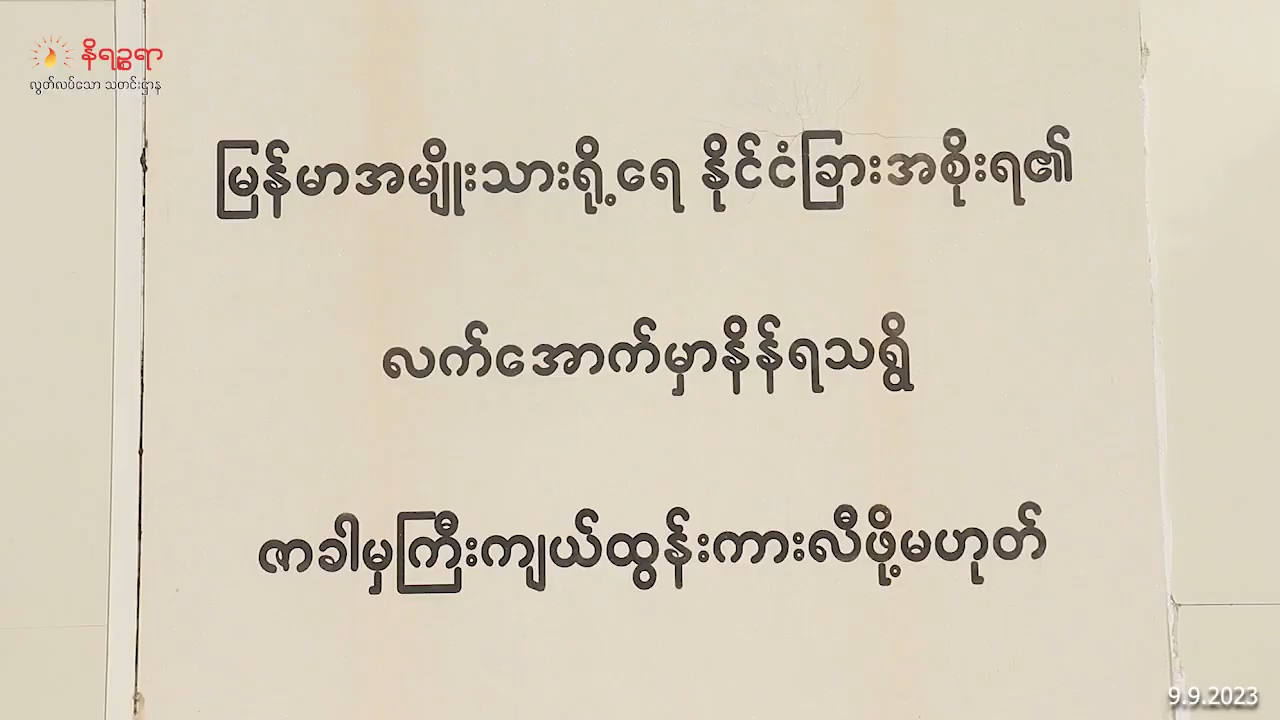 နိရဉ္စရာ
လွတ်လပ်သော သတင်းဌာန
မြန်မာအမျိုးသားရို့ရေ နိုင်ငံခြားအစိုးရ၏
လက်အောက်မှာနိန်ရသရွိ
ဇာခါမှကြီးကျယ်ထွန်းကားလီဖို့မဟုတ်
9.9.2023